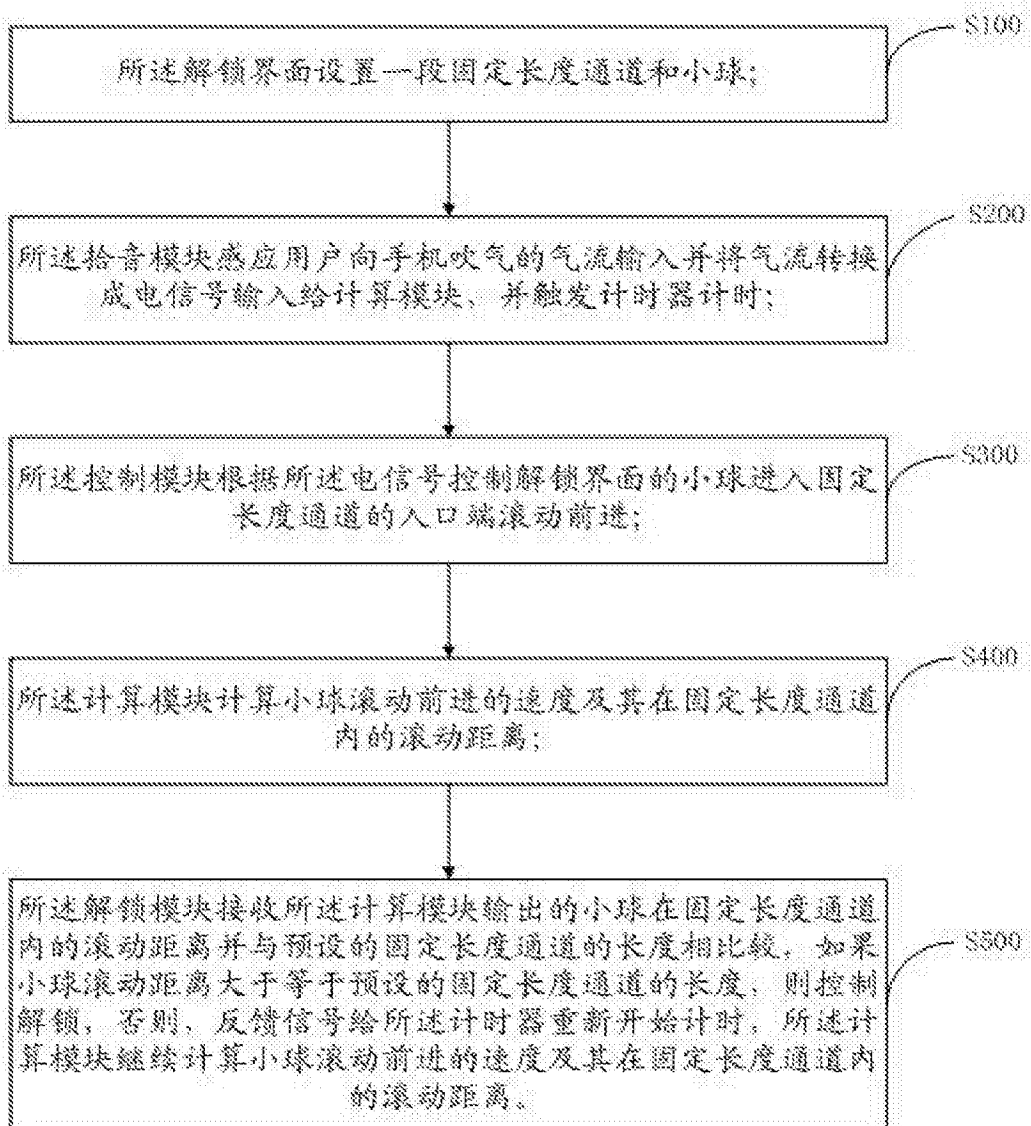 S100
所述解锁界面设置一段固定长度通道和小球;
S200
所述拾音模块感应用户向手机吹气的气流输入并将气流转换
成电信号输入给计算模块、并触发计时器计时;
S300
所述控制模块根据所述电信号控制解锁界面的小球进入固定
长度通道的入口端滚动前进;
S400
所述计算模块计算小球滚动前进的速度及其在固定长度通道
内的滚动距离;
S500
所述解锁模块接收所述计算模块输出的小球在固定长度通道
内的滚动距离并与预设的固定长度通道的长度相比较，如果
小球滚动距离大于等于预设的固定长度通道的长度，则控制
解锁，否则、反馈信号给所述计时器重新开始计时，所述计
算模块继续计算小球滚动前进的速度及其在固定长度通道内
的滚动距离。